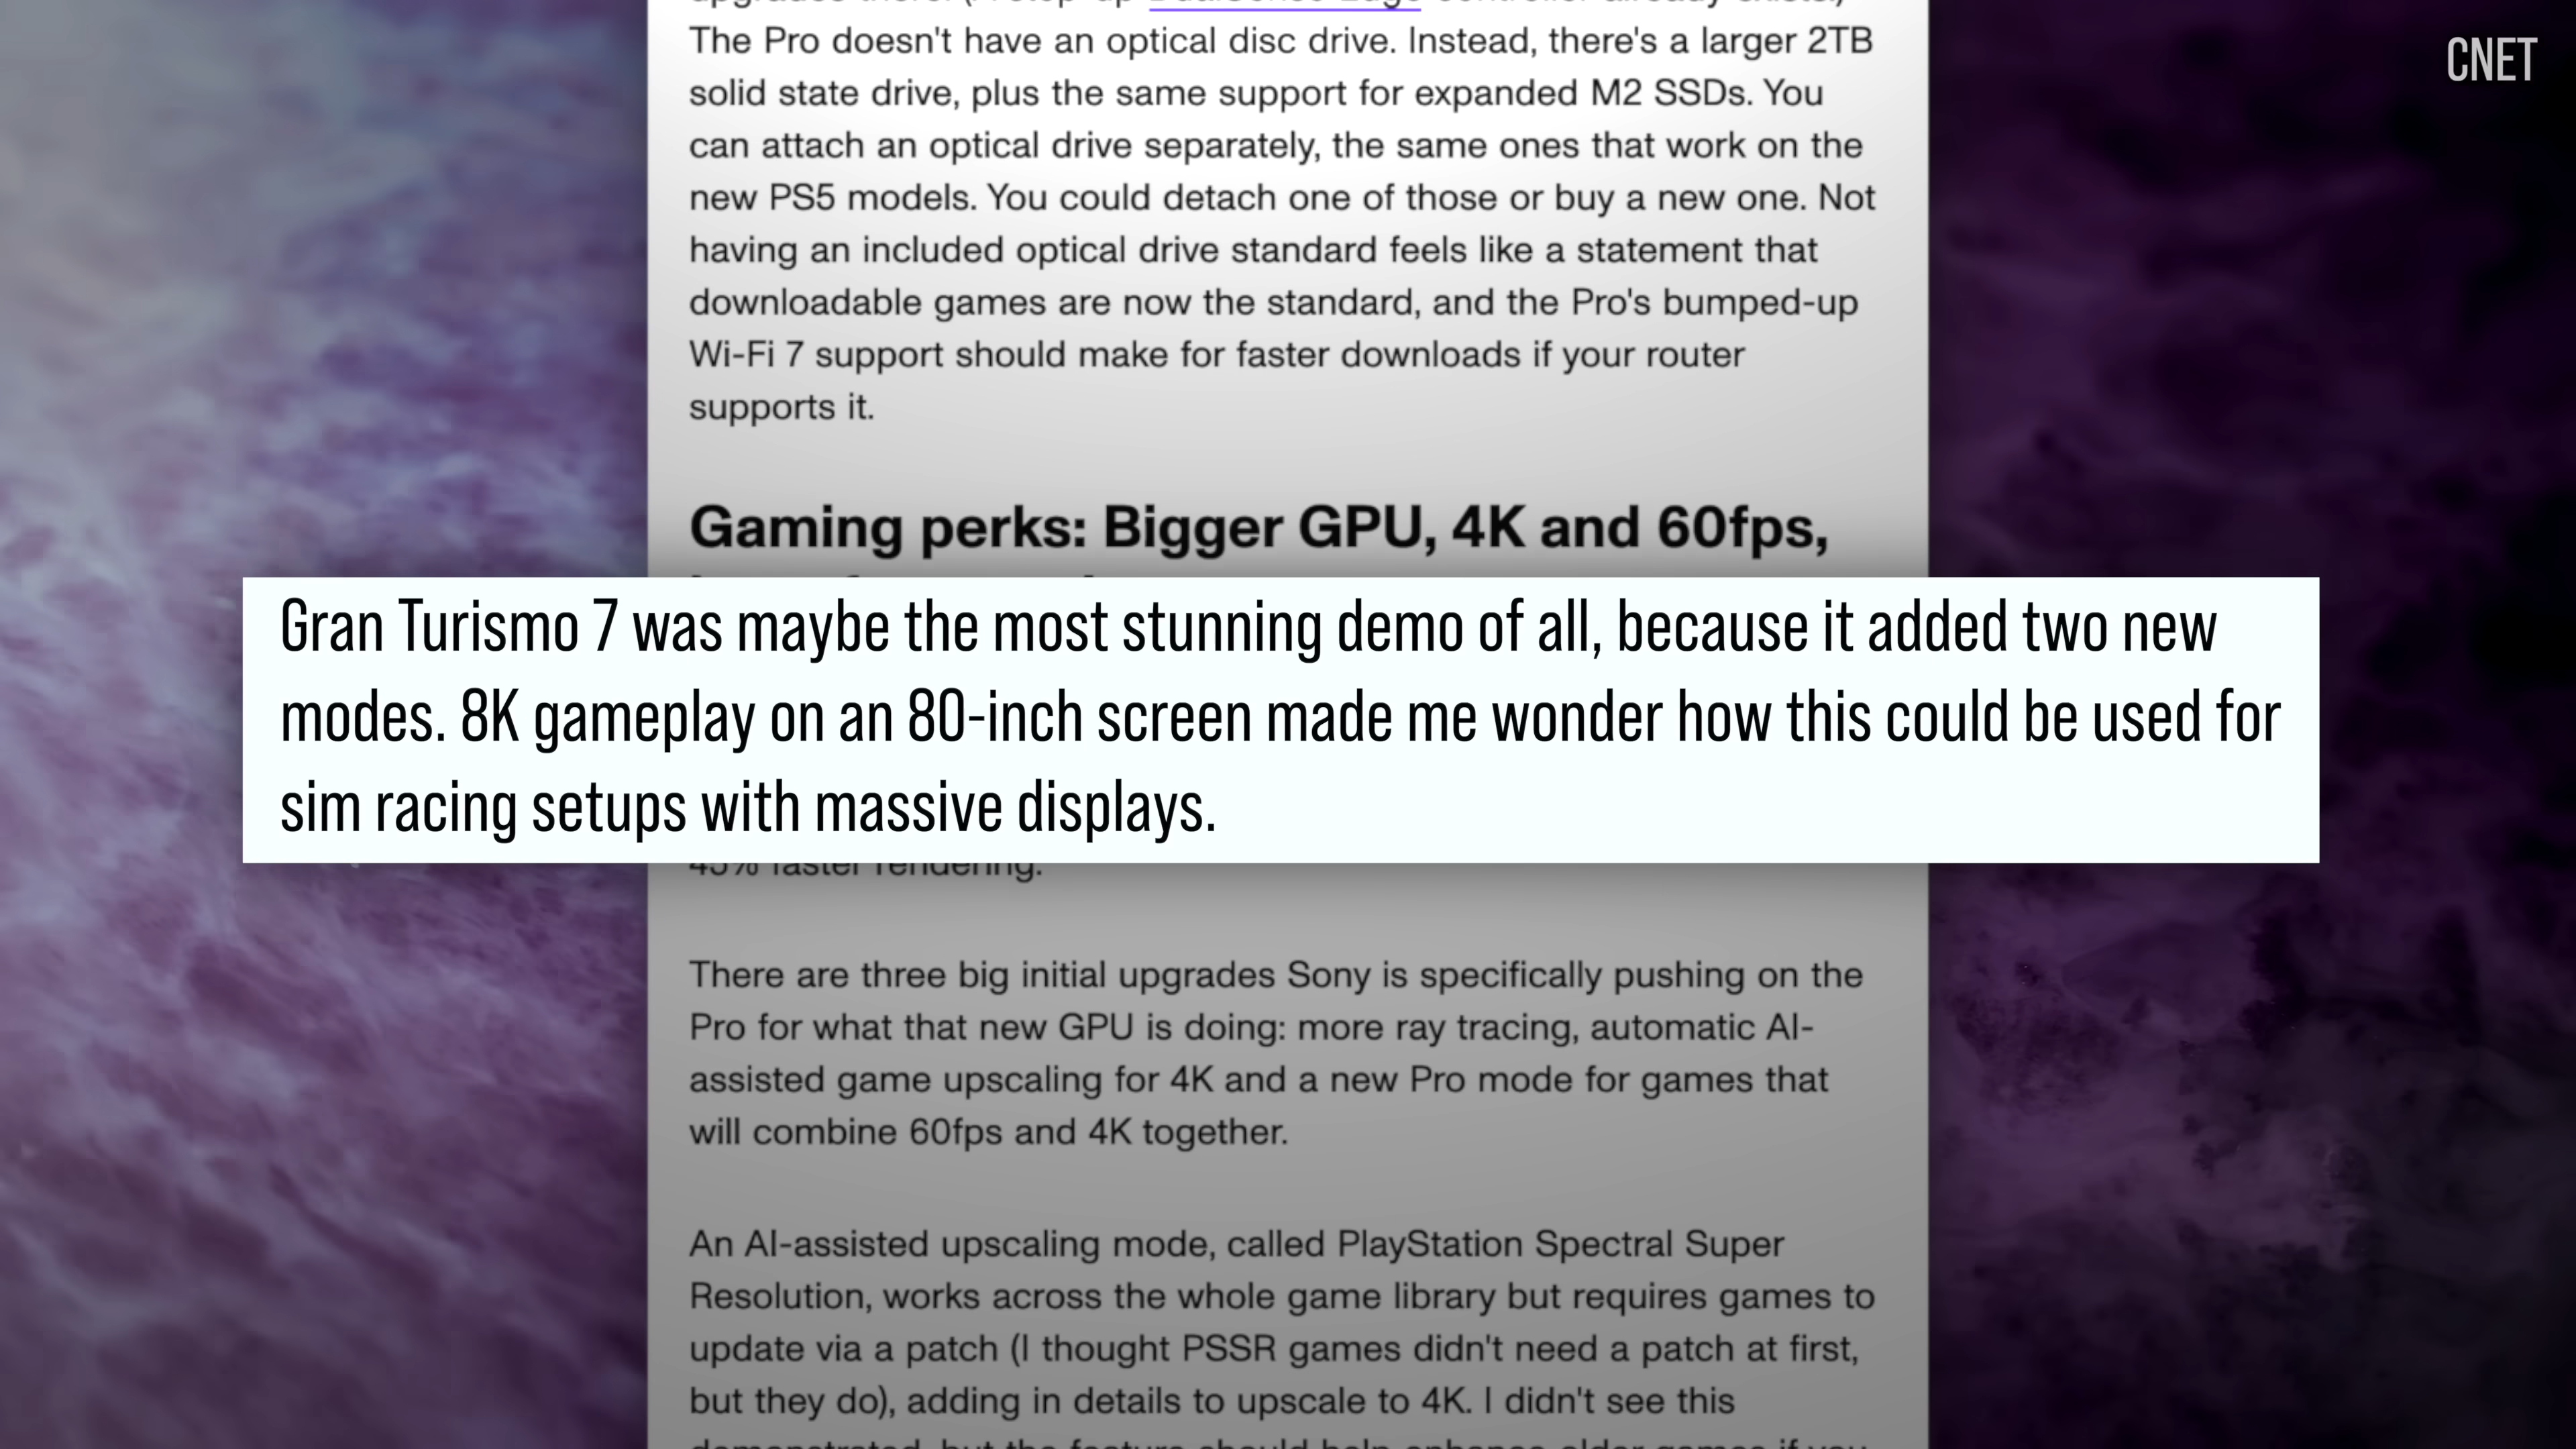 CNET
The Pro doesn't have an optical disc drive. Instead, there's a larger 2TB
solid state drive, plus the same support for expanded M2 SSDs. You
can attach an optical drive separately, the same ones that work on the
new PS5 models. You could detach one of those or buy a new one. Not
having an included optical drive standard feels like a statement that
downloadable games are now the standard, and the Pro's bumped-up
Wi-Fi 7 support should make for faster downloads if your router
supports it.
Gaming perks: Bigger GPU, 4K and 60fps,
Gran Turismo 7 was maybe the most stunning demo of all, because it added two new
modes. 8K gameplay on an 80-inch screen made me wonder how this could be used for
sim racing setups with massive displays.
45% faster rendering.
There are three big initial upgrades Sony is specifically pushing on the
Pro for what that new GPU is doing: more ray tracing, automatic AI-
assisted game upscaling for 4K and a new Pro mode for games that
will combine 60fps and 4K together.
An AI-assisted upscaling mode, called PlayStation Spectral Super
Resolution, works across the whole game library but requires games to
update via a patch (I thought PSSR games didn't need a patch at first,
but they do), adding in details to upscale to 4K. I didn't see this